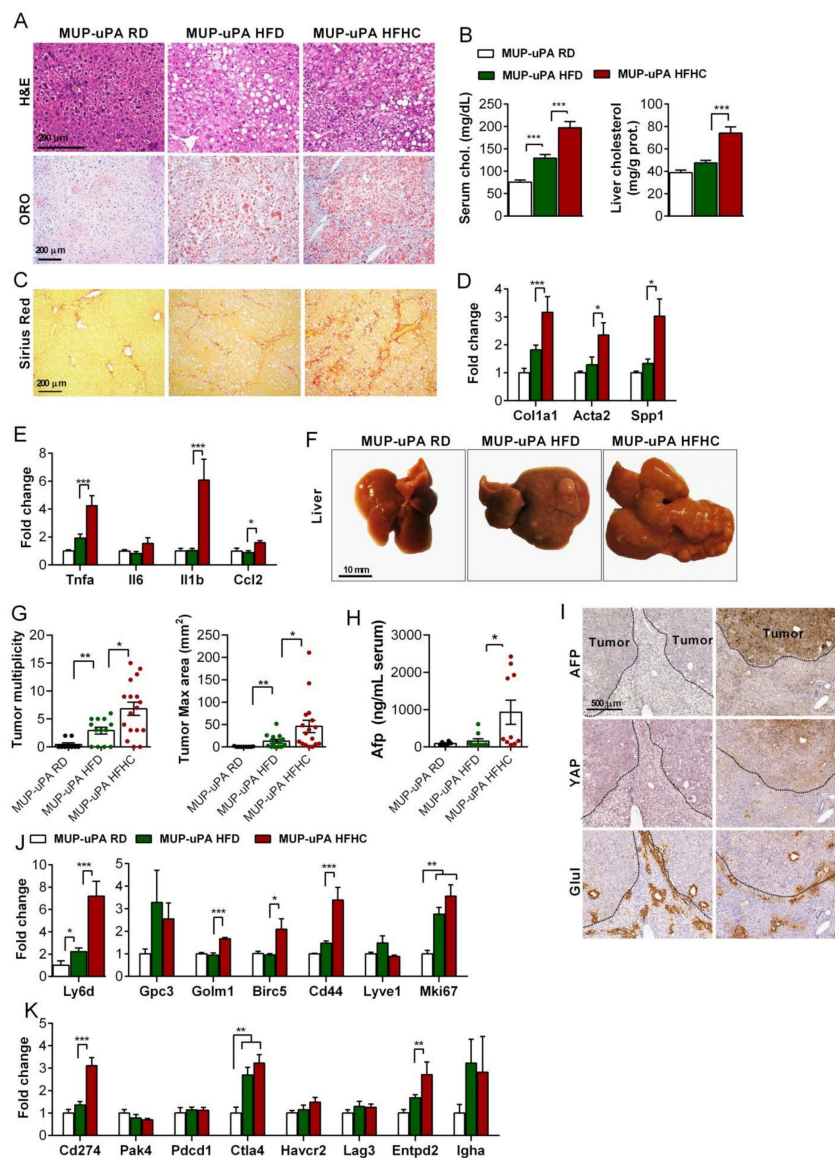 A
MUP-uPA RD MUP-uPA HFD MUP-uPA HFHC
H&E
200 μm
ORO
200 μm
B
MUP-uPA RD
MUP-uPA HFD MUP-uPA HFHC
Serum chol. (mg/dL)
250
200
150
100
50
0
***
***
Liver cholesterol
(mg/g prot.)
100
80
60
40
20
0
***
C
Sirius Red
200 μm
D
Fold change
5
4
3
2
1
0
***
*
*
Col1a1 Acta2 Spp1
E
Fold change
8
6
4
2
0
***
***
*
Tnfa Il6 Il1b Ccl2
F
MUP-uPA RD MUP-uPA HFD MUP-uPA HFHC
Liver
10 mm
G
Tumor multiplicity
20
15
10
5
0
**
*
MUP-uPA RD
MUP-uPA HFD
MUP-uPA HFHC
Tumor Max area (mm²)
250
200
150
100
50
0
**
*
MUP-uPA RD
MUP-uPA HFD
MUP-uPA HFHC
H
Afp (ng/mL serum)
3000
2000
1000
0
*
MUP-uPA RD
MUP-uPA HFD
MUP-uPA HFHC
I
AFP
Tumor Tumor
Tumor
500 μm
YAP
Glul
J
MUP-uPA RD MUP-uPA HFD MUP-uPA HFHC
Fold change
10
8
6
4
2
0
*
***
Ly6d
5
4
3
2
1
0
***
*
***
**
Gpc3 Golm1 Birc5 Cd44 Lyve1 Mki67
K
Fold change
5
4
3
2
1
0
***
**
**
Cd274 Pak4 Pdcd1 Ctla4 Havcr2 Lag3 Entpd2 Igha